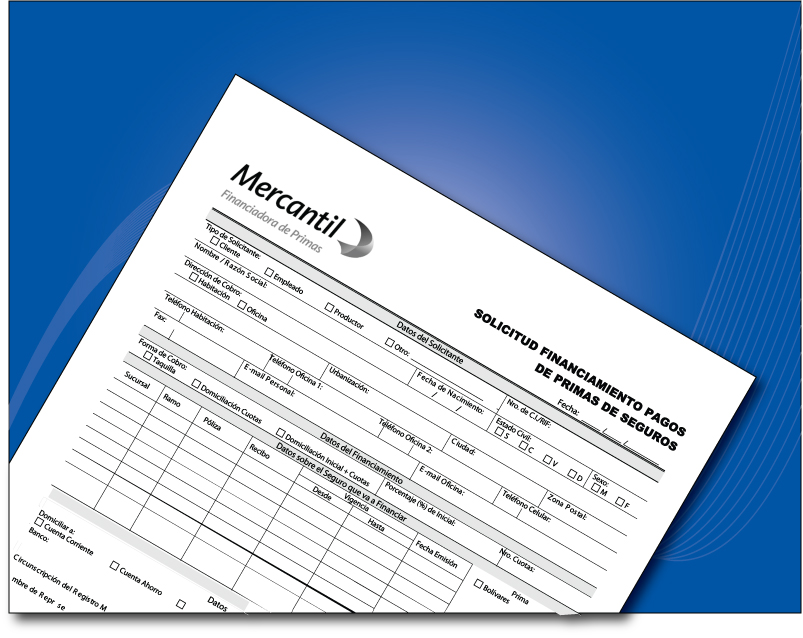 Mercantil
Financiadora de Primas
SOLICITUD FINANCIAMIENTO PAGOS
DE PRIMAS DE SEGUROS
Fecha: / /
Datos del Solicitante
Tipo de Solicitante:
Cliente Empleado Productor Otro:
Nombre / Razón Social: Nro. de C.I./RIF:
Dirección de Cobro: Fecha de Nacimiento: / / Estado Civil: S C V D Sexo: M F
Habitación Oficina
Urbanización: Ciudad: Zona Postal:
Teléfono Habitación: Teléfono Oficina 1: Teléfono Oficina 2: Teléfono Celular:
Fax: E-mail Personal: E-mail Oficina:
Datos del Financiamiento
Forma de Cobro: Porcentaje (%) de Inicial: Nro. Cuotas:
Taquilla Domiciliación Cuotas Domiciliación Inicial + Cuotas
Datos sobre el Seguro que va a Financiar
Sucursal Ramo Póliza Recibo Vigencia Fecha Emisión Prima
Desde Hasta Bolívares
Datos
Domiciliar a:
Cuenta Corriente Cuenta Ahorro
Banco:
Circunscripción del Registro M
mbre de Repr se